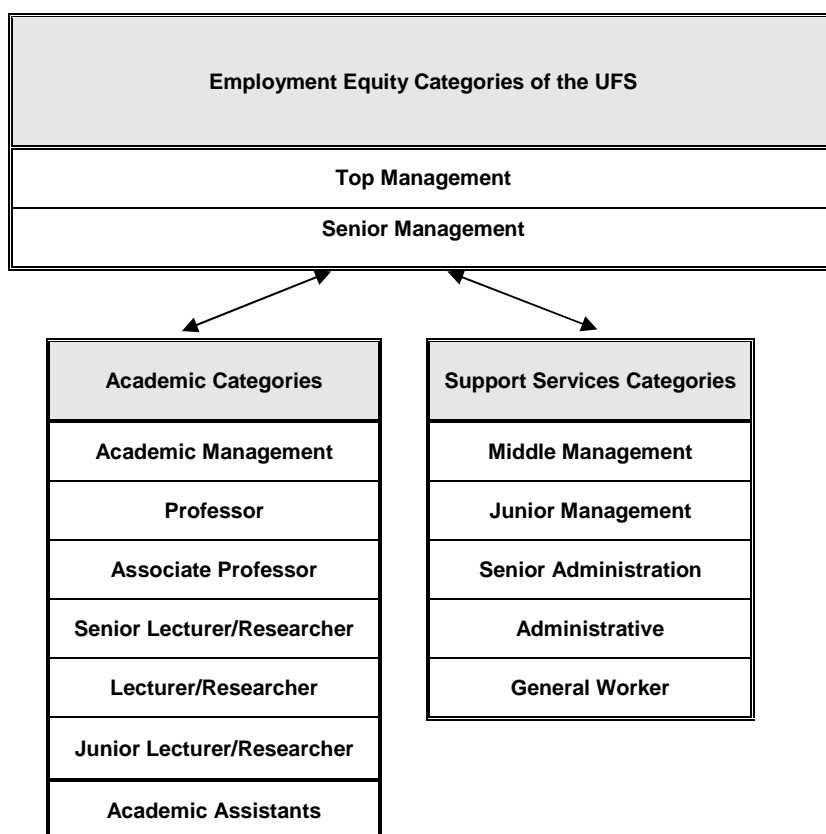 Employment Equity Categories of the UFS
Top Management
Senior Management
Academic Categories
Academic Management
Professor
Associate Professor
Senior Lecturer/Researcher
Lecturer/Researcher
Junior Lecturer/Researcher
Academic Assistants
Support Services Categories
Middle Management
Junior Management
Senior Administration
Administrative
General Worker